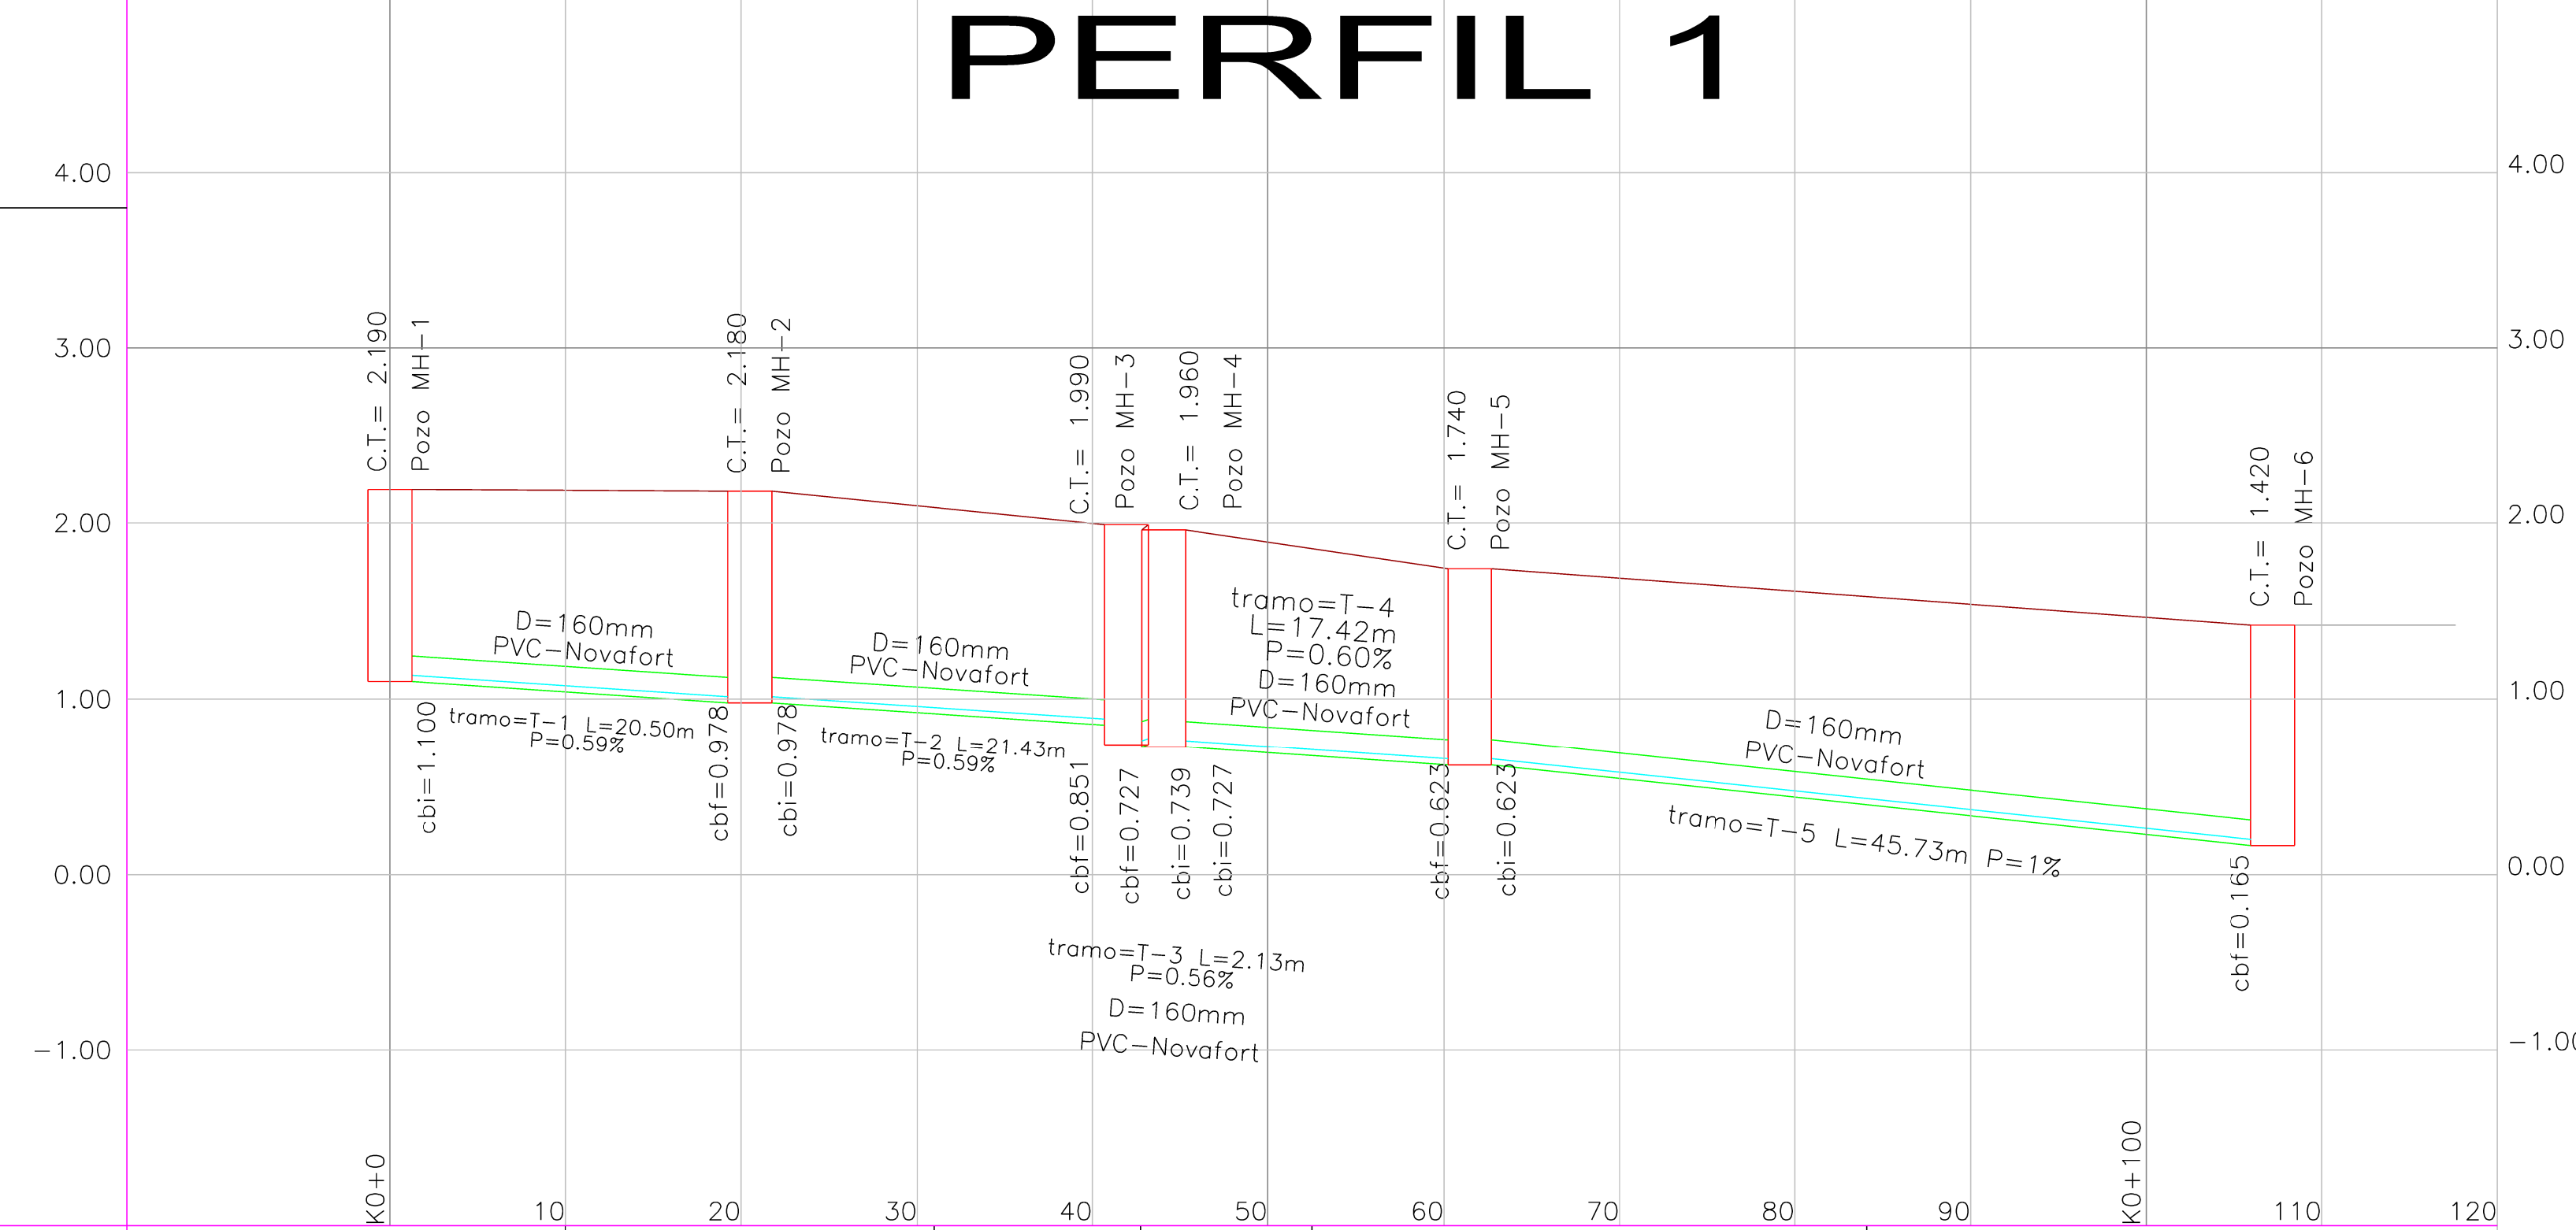 PERFIL 1
4.00
4.00
3.00
3.00
2.00
2.00
1.00
1.00
0.00
0.00
-1.00
-1.00
C.T.= 2.190
Pozo MH-1
C.T.= 2.180
Pozo MH-2
C.T.= 1.990
Pozo MH-3
C.T.= 1.960
Pozo MH-4
C.T.= 1.740
Pozo MH-5
C.T.= 1.420
Pozo MH-6
D=160mm
PVC-Novafort
tramo=T-1 L=20.50m
P=0.59%
D=160mm
PVC-Novafort
tramo=T-2 L=21.43m
P=0.59%
tramo=T-4
L=17.42m
P=0.60%
D=160mm
PVC-Novafort
D=160mm
PVC-Novafort
tramo=T-5 L=45.73m P=1%
cbi=1.100
cbf=0.978
cbi=0.978
cbf=0.851
cbf=0.727
cbi=0.739
cbi=0.727
cbf=0.623
cbi=0.623
cbf=0.165
tramo=T-3 L=2.13m
P=0.56%
D=160mm
PVC-Novafort
K0+0
10
20
30
40
50
60
70
80
90
K0+100
110
120